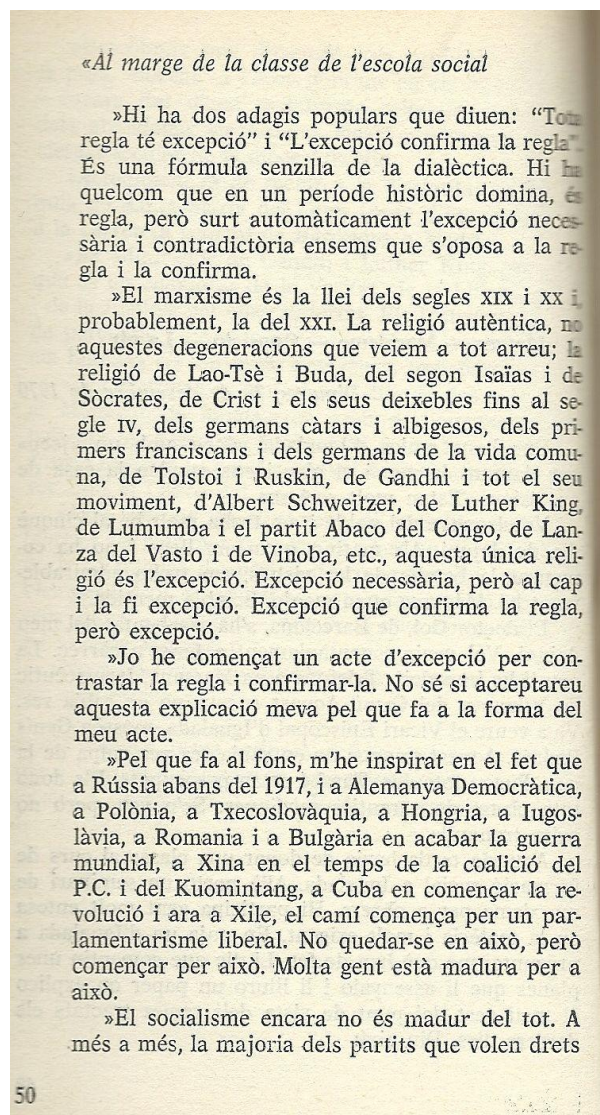 «Al marge de la classe de l'escola social
»Hi ha dos adagis populars que diuen: “Tota
regla té excepció” i “L'excepció confirma la regla”.
És una fórmula senzilla de la dialèctica. Hi ha
quelcom que en un període històric domina, és
regla, però surt automàticament l'excepció neces-
sària i contradictòria ensems que s'oposa a la re-
gla i la confirma.
»El marxisme és la llei dels segles XIX i XX i,
probablement, la del XXI. La religió autèntica, no
aquestes degeneracions que veiem a tot arreu; la
religió de Lao-Tsè i Buda, del segon Isaïas i de
Sòcrates, de Crist i els seus deixebles fins al se-
gle IV, dels germans càtars i albigesos, dels pri-
mers franciscans i dels germans de la vida comu-
na, de Tolstoi i Ruskin, de Gandhi i tot el seu
moviment, d'Albert Schweitzer, de Luther King,
de Lumumba i el partit Abaco del Congo, de Lan-
za del Vasto i de Vinoba, etc., aquesta única reli-
gió és l'excepció. Excepció necessària, però al cap
i la fi excepció. Excepció que confirma la regla,
però excepció.
»Jo he començat un acte d'excepció per con-
trastar la regla i confirmar-la. No sé si acceptareu
aquesta explicació meva pel que fa a la forma del
meu acte.
»Pel que fa al fons, m'he inspirat en el fet que
a Rússia abans del 1917, i a Alemanya Democràtica,
a Polònia, a Txecoslovàquia, a Hongria, a Iugos-
làvia, a Romania i a Bulgària en acabar la guerra
mundial, a Xina en el temps de la coalició del
P.C. i del Kuomintang, a Cuba en començar la re-
volució i ara a Xile, el camí comença per un par-
lamentarisme liberal. No quedar-se en això, però
començar per això. Molta gent està madura per a
això.
»El socialisme encara no és madur del tot. A
més a més, la majoria dels partits que volen drets
50